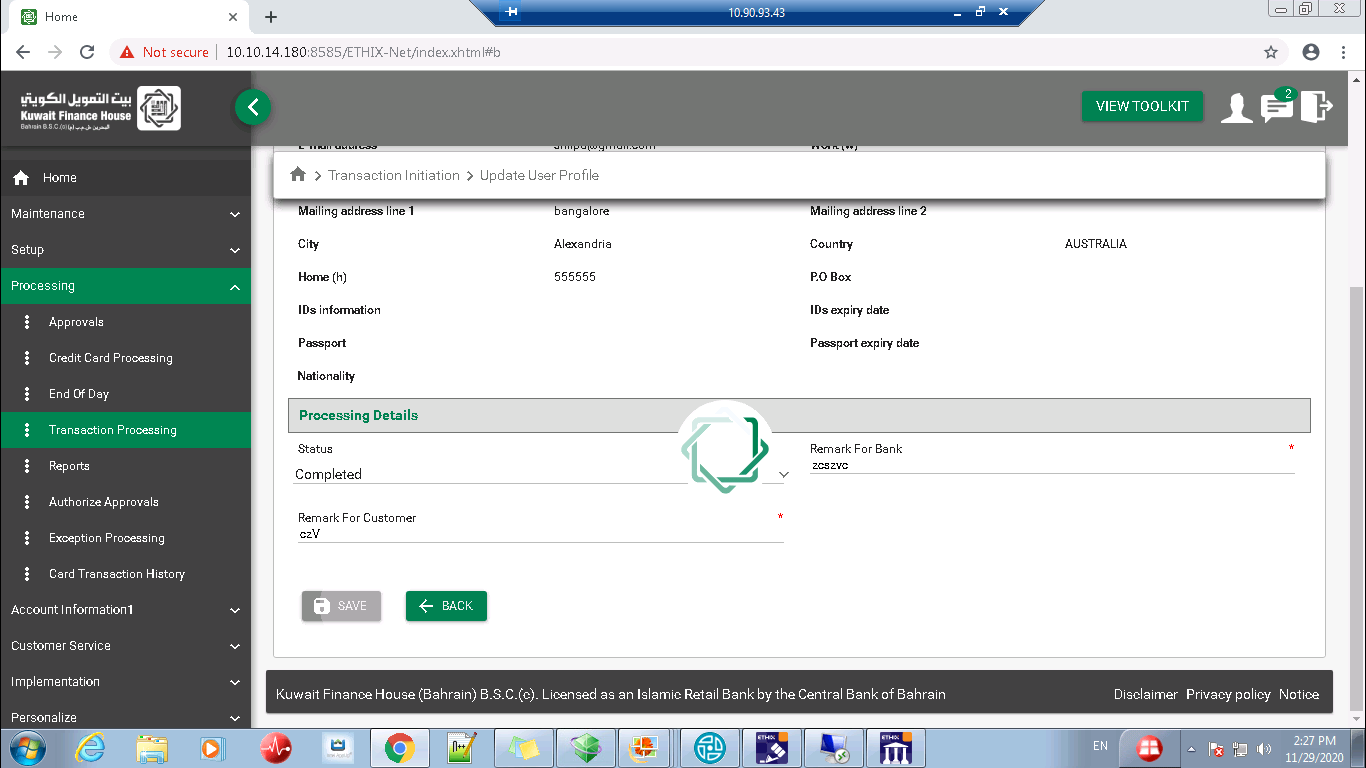 Home
10.90.93.43
Not secure
10.10.14.180:8585/ETHIX-Net/index.xhtml#b
بيت التمويل الكويتي
Kuwait Finance House
VIEW TOOLKIT
2
E-mail address
Work (w)
Home
Transaction Initiation
Update User Profile
Maintenance
Mailing address line 1
bangalore
Mailing address line 2
Setup
City
Alexandria
Country
AUSTRALIA
Processing
Home (h)
555555
P.O Box
Approvals
IDs information
IDs expiry date
Credit Card Processing
Passport
Passport expiry date
End Of Day
Nationality
Transaction Processing
Processing Details
Reports
Status
Remark For Bank *
Completed
zcszvc
Authorize Approvals
Exception Processing
Remark For Customer *
czV
Card Transaction History
Account Information1
SAVE
BACK
Customer Service
Implementation
Kuwait Finance House (Bahrain) B.S.C.(c). Licensed as an Islamic Retail Bank by the Central Bank of Bahrain
Disclaimer
Privacy policy
Notice
Personalize
ETHIX
ETHIX
EN
2:27 PM
11/29/2020